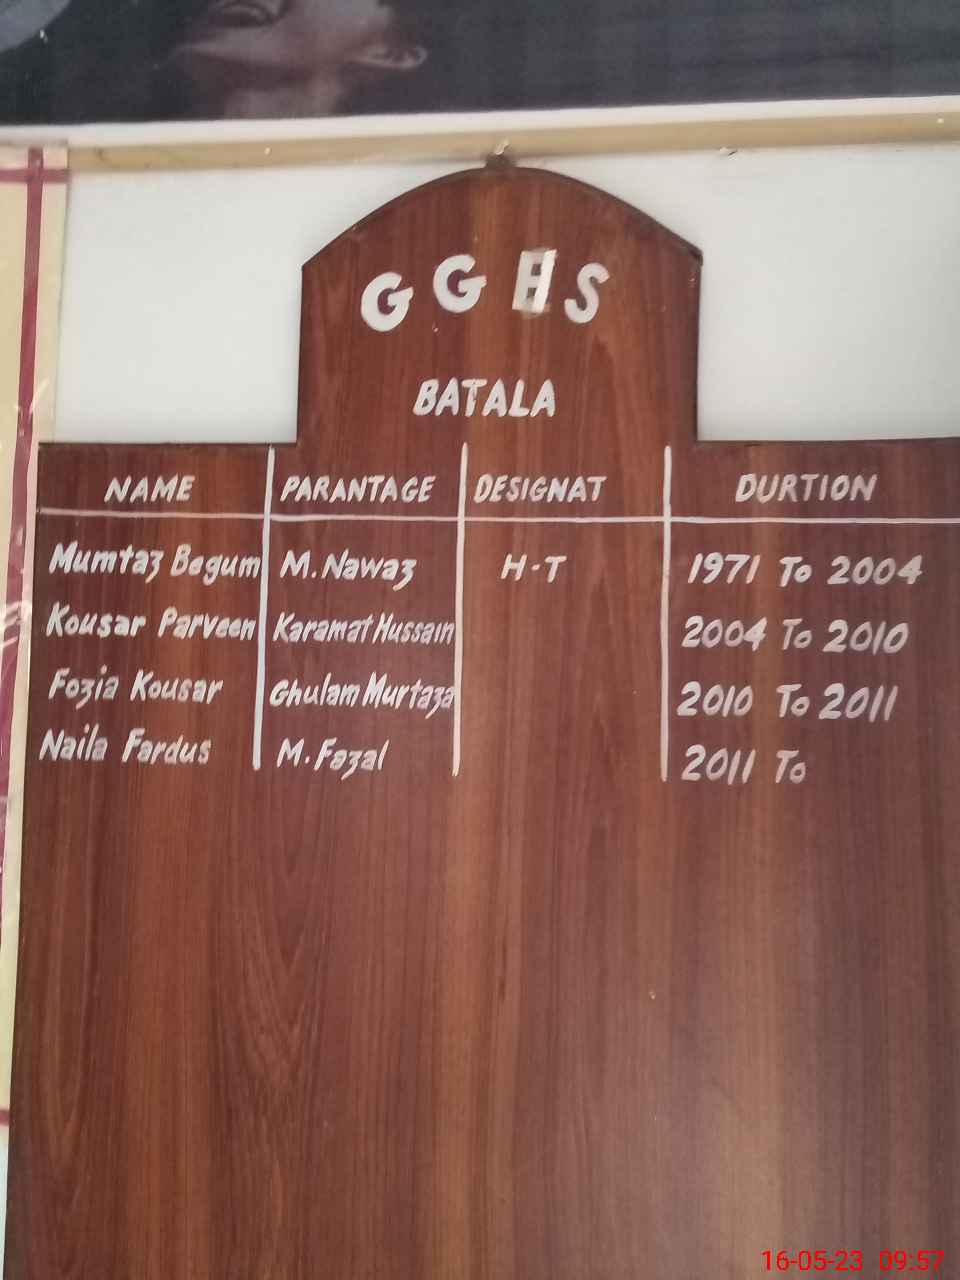 GGES
BATALA
NAME PARANTAGE DESIGNAT DURTION
Mumtaz Begum M. Nawaz H-T 1971 To 2004
Kousar Parveen Karamat Hussain 2004 To 2010
Fozia Kousar Ghulam Murtaza 2010 To 2011
Naila Fardus M. Fazal 2011 To
16-05-23 09:57